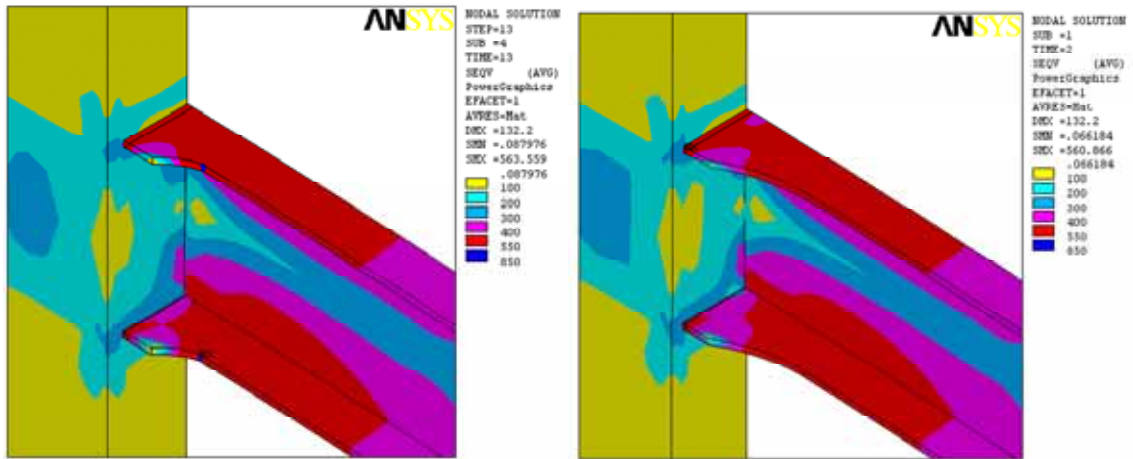 ANSYS
NODAL SOLUTION
STEP=13
SUB =4
TIME=13
SEQV (AVG)
PowerGraphics
EFACET=1
AVRES=Mat
DMX =132.2
SMN =.087976
SMX =563.559
.087976
100
200
300
400
550
850
ANSYS
NODAL SOLUTION
SUB =1
TIME=2
SEQV (AVG)
PowerGraphics
EFACET=1
AVRES=Mat
DMX =132.2
SMN =.066184
SMX =560.866
.066184
100
200
300
400
550
850